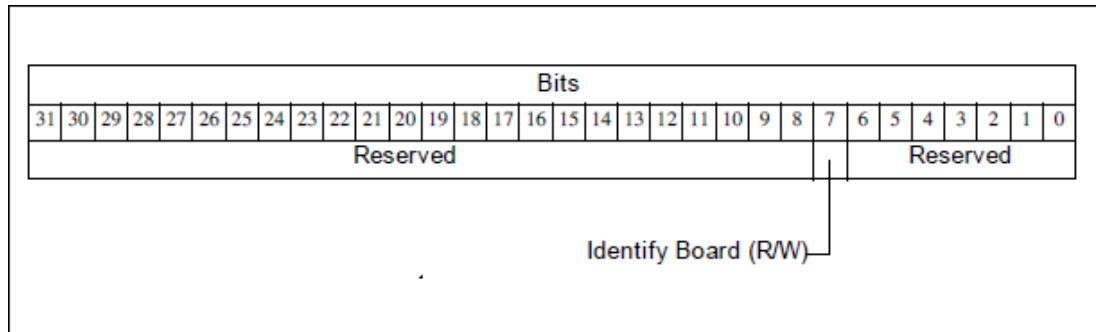 Bits
31 30 29 28 27 26 25 24 23 22 21 20 19 18 17 16 15 14 13 12 11 10 9 8 7 6 5 4 3 2 1 0
Reserved Reserved
Identify Board (R/W)